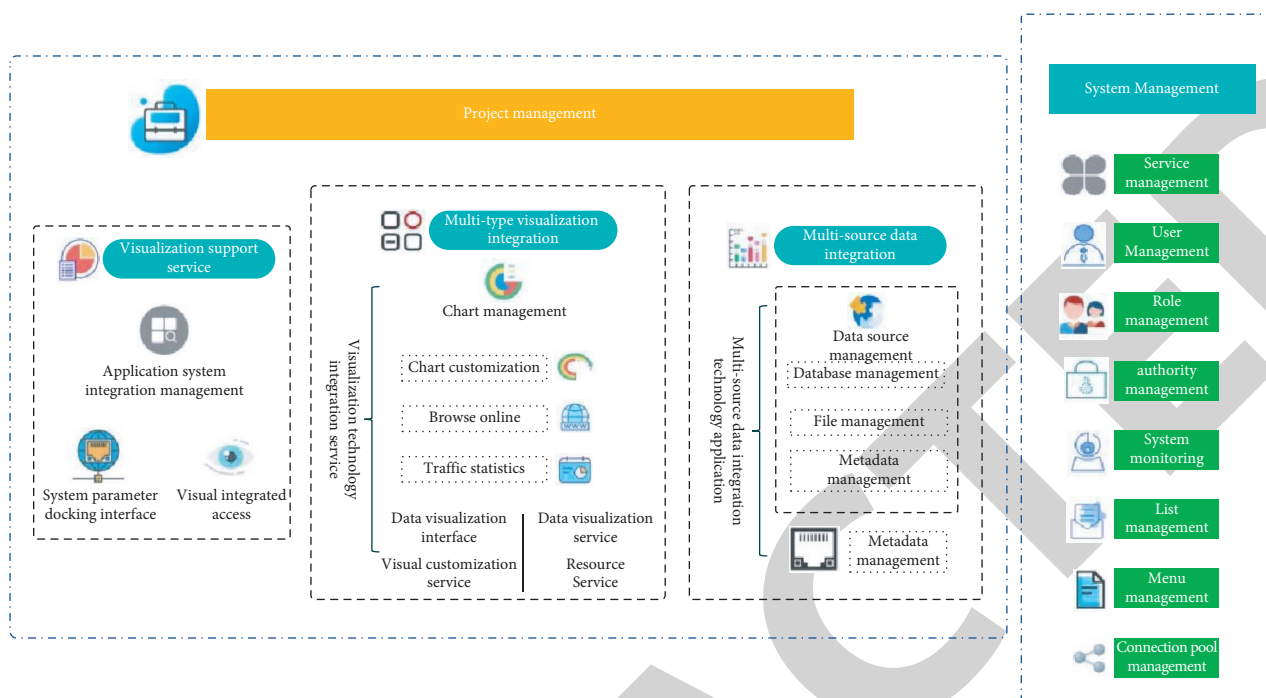 Project management
Visualization support
service
Application system
integration management
System parameter
docking interface
Visual integrated
access
Multi-type visualization
integration
Visualization technology
integration service
Chart management
Chart customization
Browse online
WWW
Traffic statistics
Data visualization
interface
Data visualization
service
Visual customization
service
Resource
Service
Multi-source data
integration
Multi-source data integration
technology application
Data source
management
Database management
File management
Metadata
management
Metadata
management
System Management
Service
management
User
Management
Role
management
authority
management
System
monitoring
List
management
Menu
management
Connection pool
management